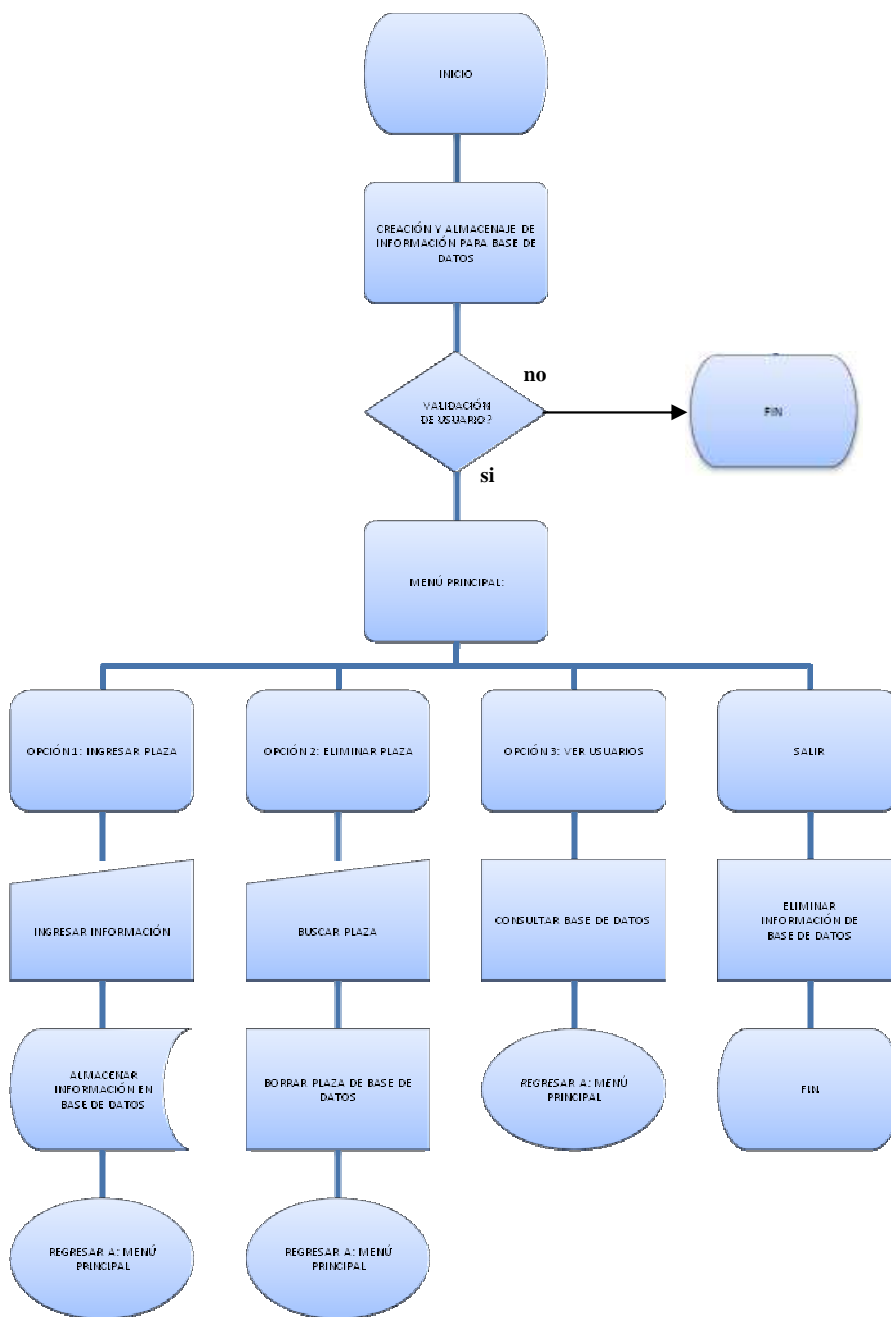 INICIO
CREACIÓN Y ALMACENAJE DE
INFORMACIÓN PARA BASE DE
DATOS
no
VALIDACIÓN
DE USUARIO?
FIN
si
MENÚ PRINCIPAL:
OPCIÓN 1: INGRESAR PLAZA
OPCIÓN 2: ELIMINAR PLAZA
OPCIÓN 3: VER USUARIOS
SALIR
INGRESAR INFORMACIÓN
BUSCAR PLAZA
CONSULTAR BASE DE DATOS
ELIMINAR
INFORMACIÓN DE
BASE DE DATOS
ALMACENAR
INFORMACIÓN EN
BASE DE DATOS
BORRAR PLAZA DE BASE DE
DATOS
REGRESAR A: MENÚ
PRINCIPAL
FIN
REGRESAR A: MENÚ
PRINCIPAL
REGRESAR A: MENÚ
PRINCIPAL